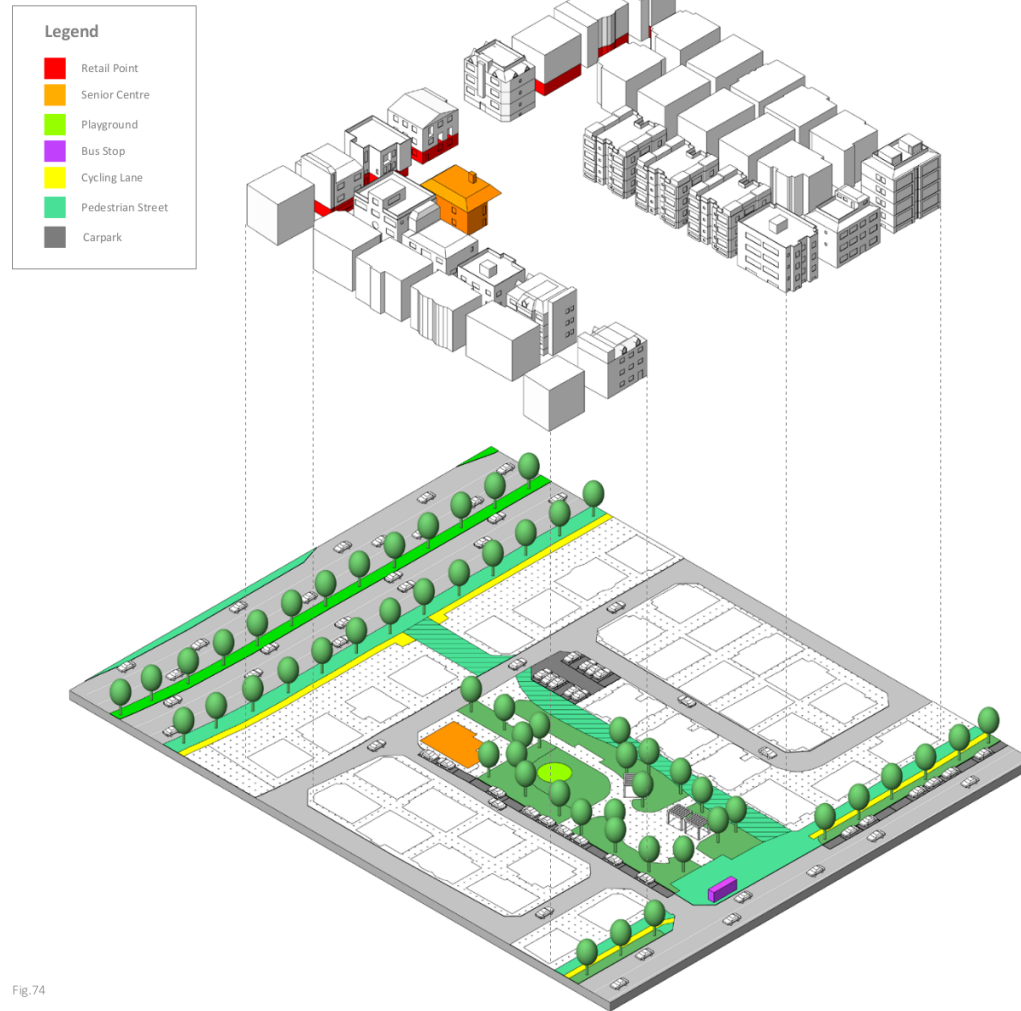 Legend
Retail Point
Senior Centre
Playground
Bus Stop
Cycling Lane
Pedestrian Street
Carpark
Fig.74